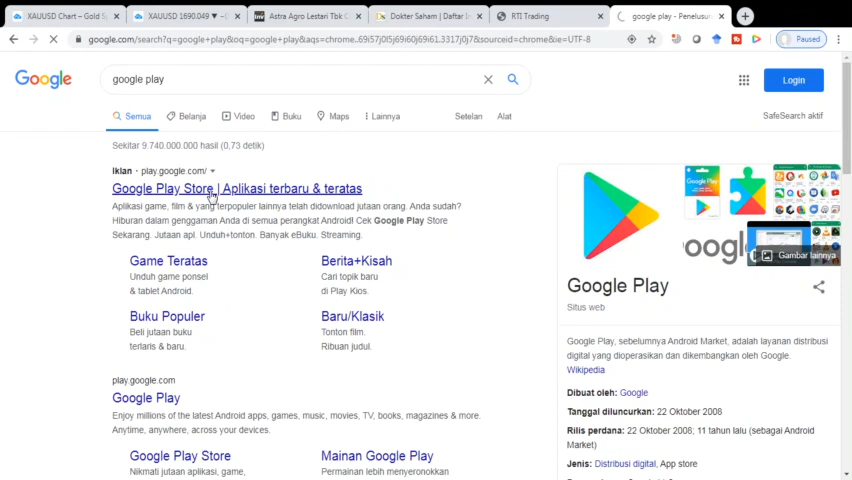 XAUUSD Chart – Gold S
XAUUSD 1690.049 ▼ –
Astra Agro Lestari Tbk C
Dokter Saham | Daftar I
RTI Trading
google play - Penelusu
google.com/search?q=google+play&oq=google+play&aqs=chrome..69i57j0l5j69i60j69i61.3317j0j7&sourceid=chrome&ie=UTF-8
Paused
Google
google play
Login
Semua
Belanja
Video
Buku
Maps
Lainnya
Setelan
Alat
SafeSearch aktif
Sekitar 9.740.000.000 hasil (0,73 detik)
Iklan · play.google.com/
Google Play Store | Aplikasi terbaru & teratas
Aplikasi game, film & yang terpopuler lainnya telah didownload jutaan orang. Anda sudah?
Hiburan dalam genggaman Anda di semua perangkat Android! Cek Google Play Store
Sekarang. Jutaan apl. Unduh+tonton. Banyak eBuku. Streaming.
Game Teratas
Unduh game ponsel
& tablet Android.
Berita+Kisah
Cari topik baru
di Play Kios.
Buku Populer
Beli jutaan buku
terlaris & baru.
Baru/Klasik
Tonton film.
Ribuan judul.
play.google.com
Google Play
Enjoy millions of the latest Android apps, games, music, movies, TV, books, magazines & more.
Anytime, anywhere, across your devices.
Google Play Store
Nikmati jutaan aplikasi, game,
Mainan Google Play
Permainan lebih menyeronokkan
Google Play
oogl
Gambar lainnya
Google Play
Situs web
Google Play, sebelumnya Android Market, adalah layanan distribusi
digital yang dioperasikan dan dikembangkan oleh Google.
Wikipedia
Dibuat oleh: Google
Tanggal diluncurkan: 22 Oktober 2008
Rilis perdana: 22 Oktober 2008; 11 tahun lalu (sebagai Android
Market)
Jenis: Distribusi digital, App store